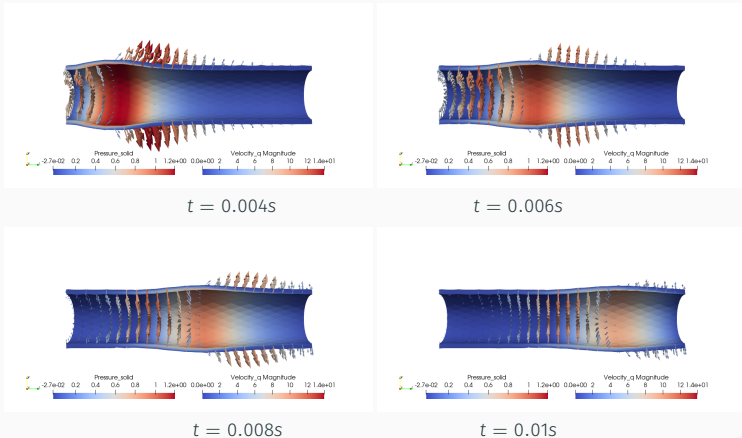 Pressure_solid Velocity_q Magnitude
-2.7e-02 0.2 0.4 0.6 0.8 1 1.2e+00 0.0e+00 2 4 6 8 10 12 1.4e+01
t = 0.004s
Pressure_solid Velocity_q Magnitude
-2.7e-02 0.2 0.4 0.6 0.8 1 1.2e+00 0.0e+00 2 4 6 8 10 12 1.4e+01
t = 0.006s
Pressure_solid Velocity_q Magnitude
-2.7e-02 0.2 0.4 0.6 0.8 1 1.2e+00 0.0e+00 2 4 6 8 10 12 1.4e+01
t = 0.008s
Pressure_solid Velocity_q Magnitude
-2.7e-02 0.2 0.4 0.6 0.8 1 1.2e+00 0.0e+00 2 4 6 8 10 12 1.4e+01
t = 0.01s